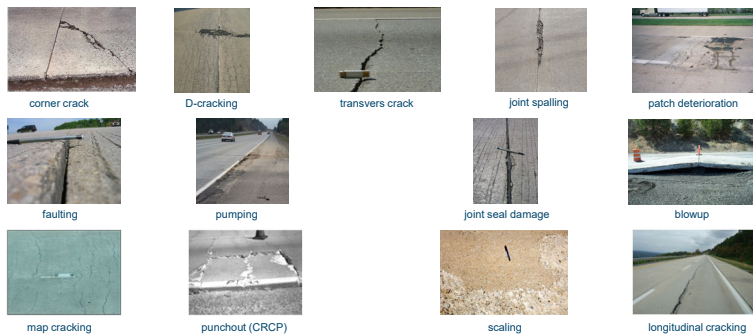 corner crack
D-cracking
transvers crack
joint spalling
patch deterioration
faulting
pumping
joint seal damage
blowup
map cracking
punchout (CRCP)
scaling
longitudinal cracking